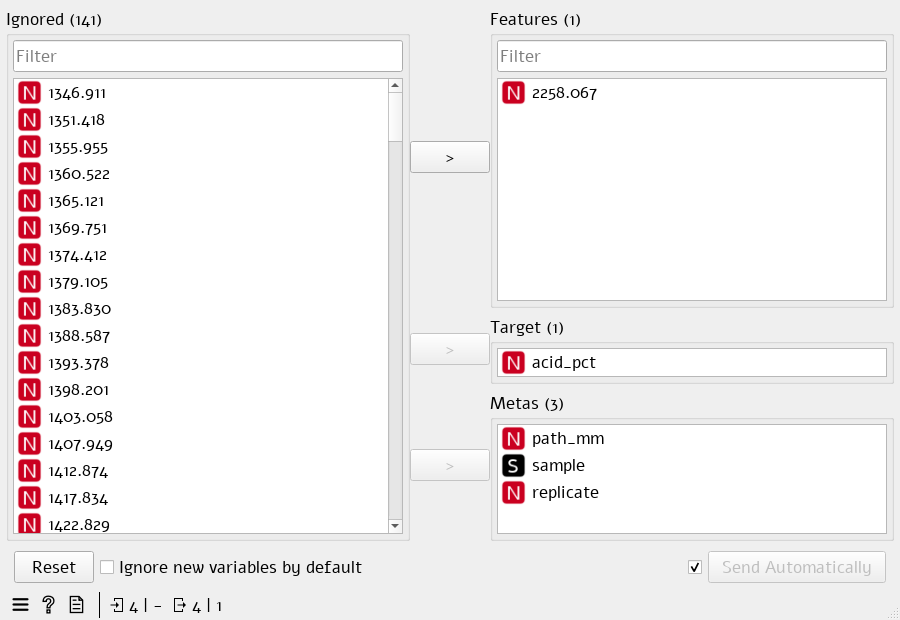 Ignored (141)
Filter
N 1346.911
N 1351.418
N 1355.955
N 1360.522
N 1365.121
N 1369.751
N 1374.412
N 1379.105
N 1383.830
N 1388.587
N 1393.378
N 1398.201
N 1403.058
N 1407.949
N 1412.874
N 1417.834
N 1422.829
>
>
>
Features (1)
Filter
N 2258.067
Target (1)
N acid_pct
Metas (3)
N path_mm
S sample
N replicate
Reset
Ignore new variables by default
Send Automatically
? 4 | - 4 | 1